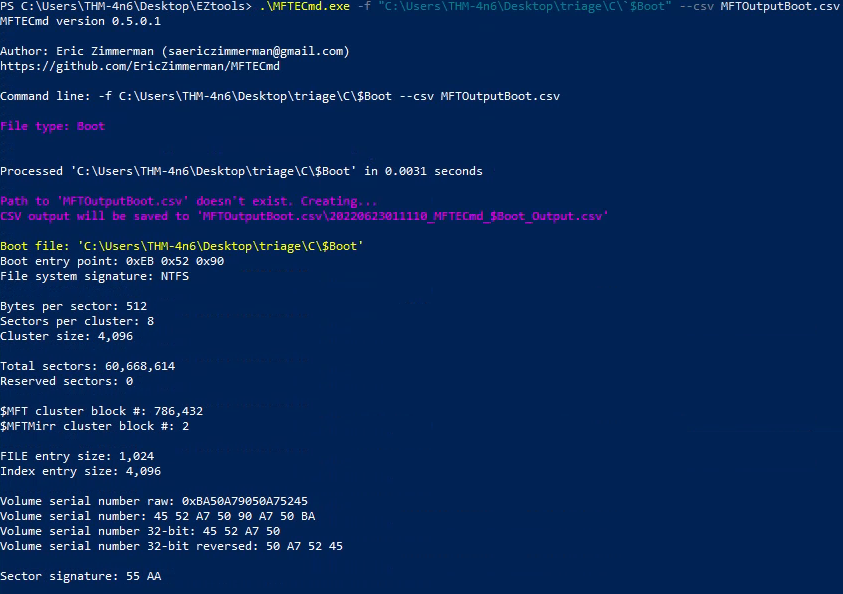 PS C:\Users\THM-4n6\Desktop\EZtools> .\MFTECmd.exe -f "C:\Users\THM-4n6\Desktop\triage\C\`$Boot" --csv MFTOutputBoot.csv
MFTECmd version 0.5.0.1
Author: Eric Zimmerman (saericzimmerman@gmail.com)
https://github.com/EricZimmerman/MFTECmd
Command line: -f C:\Users\THM-4n6\Desktop\triage\C\$Boot --csv MFTOutputBoot.csv
File type: Boot
Processed 'C:\Users\THM-4n6\Desktop\triage\C\$Boot' in 0.0031 seconds
Path to 'MFTOutputBoot.csv' doesn't exist. Creating...
CSV output will be saved to 'MFTOutputBoot.csv\20220623011110_MFTECmd_$Boot_Output.csv'
Boot file: 'C:\Users\THM-4n6\Desktop\triage\C\$Boot'
Boot entry point: 0xEB 0x52 0x90
File system signature: NTFS
Bytes per sector: 512
Sectors per cluster: 8
Cluster size: 4,096
Total sectors: 60,668,614
Reserved sectors: 0
$MFT cluster block #: 786,432
$MFTMirr cluster block #: 2
FILE entry size: 1,024
Index entry size: 4,096
Volume serial number raw: 0xBA50A79050A75245
Volume serial number: 45 52 A7 50 90 A7 50 BA
Volume serial number 32-bit: 45 52 A7 50
Volume serial number 32-bit reversed: 50 A7 52 45
Sector signature: 55 AA